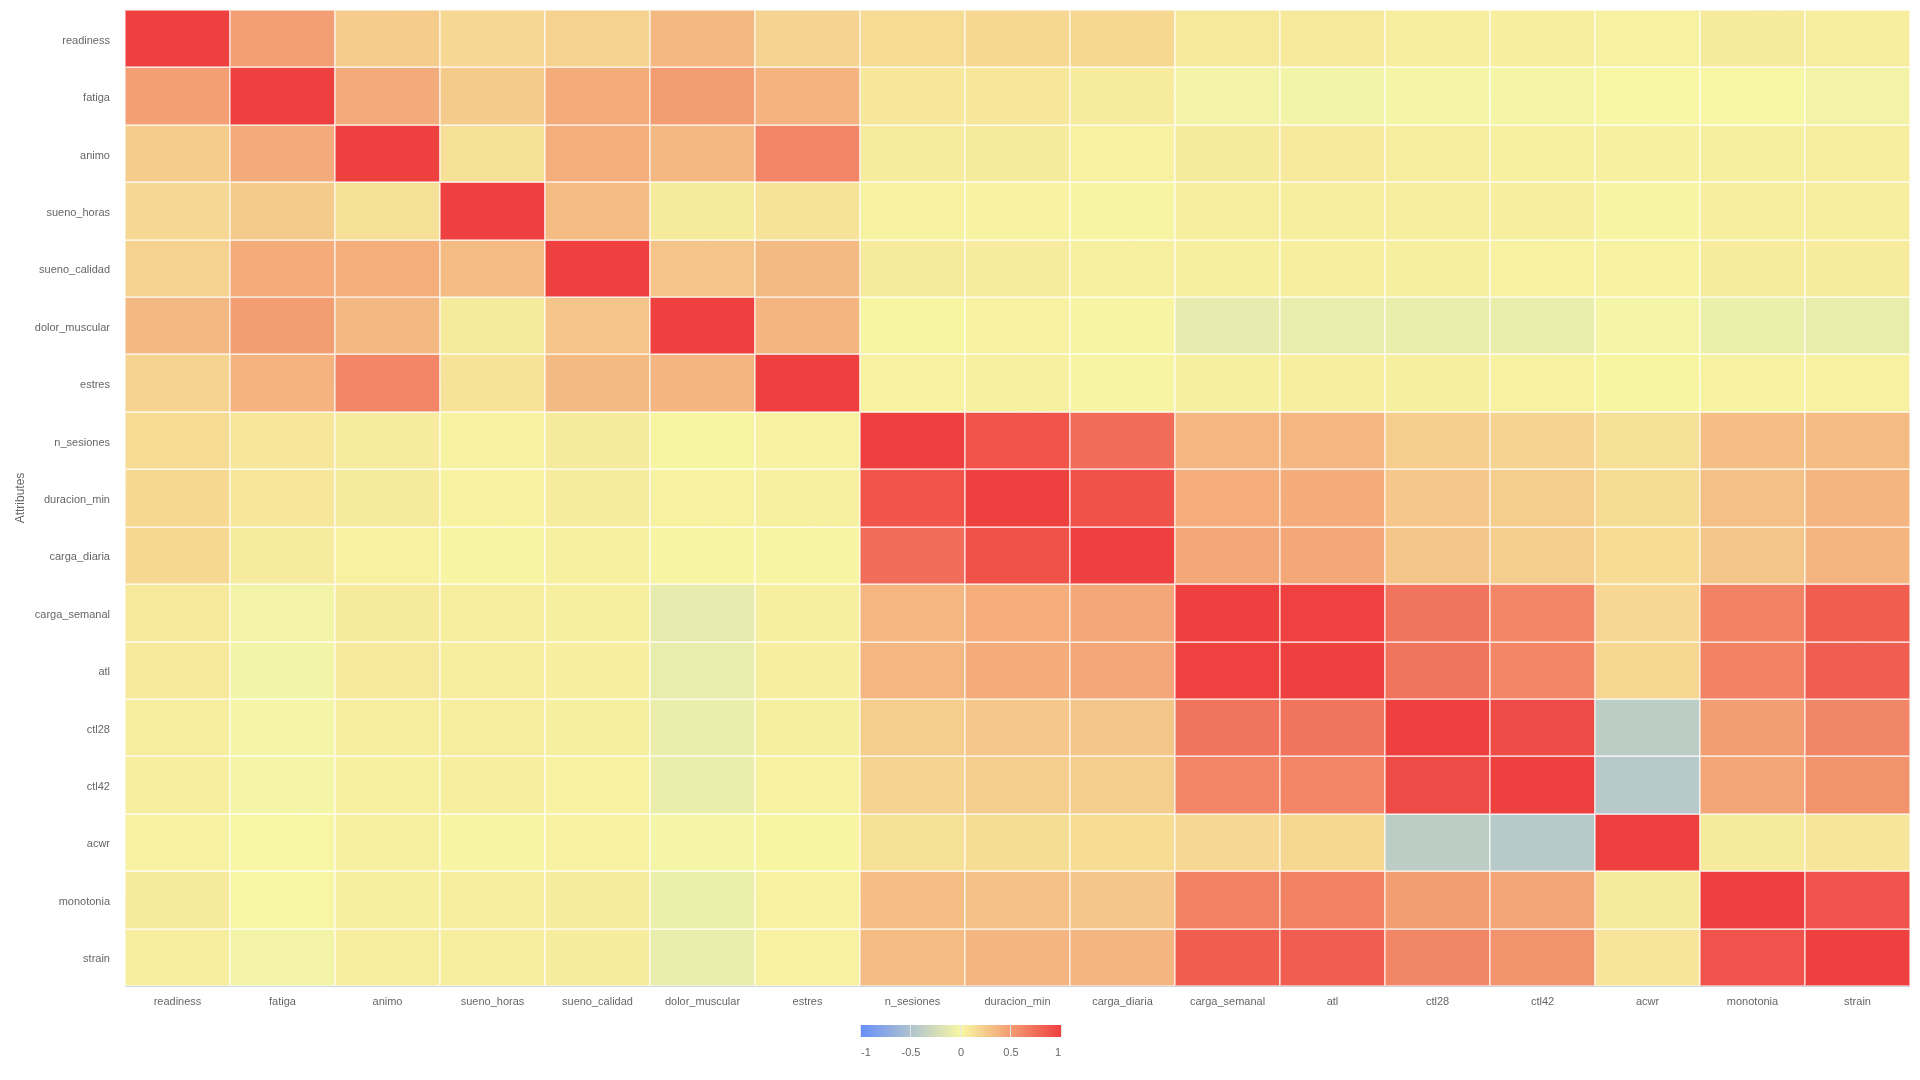 Attributes
readiness
fatiga
animo
sueno_horas
sueno_calidad
dolor_muscular
estres
n_sesiones
duracion_min
carga_diaria
carga_semanal
atl
ctl28
ctl42
acwr
monotonia
strain
readiness fatiga animo sueno_horas sueno_calidad dolor_muscular estres n_sesiones duracion_min carga_diaria carga_semanal atl ctl28 ctl42 acwr monotonia strain
-1 -0.5 0 0.5 1